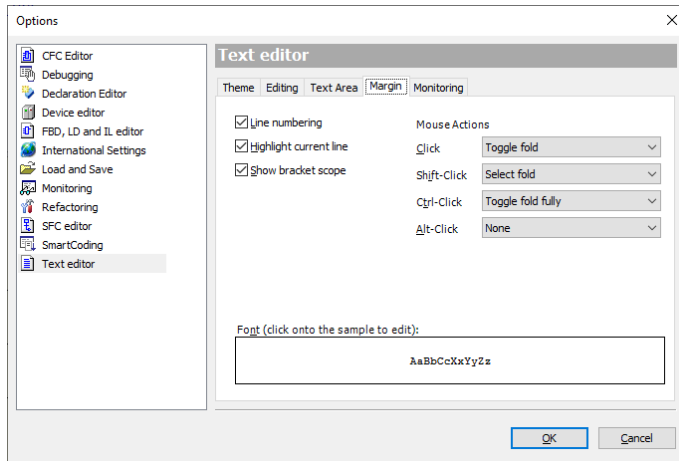 Options
CFC Editor
Debugging
Declaration Editor
Device editor
FBD, LD and IL editor
International Settings
Load and Save
Monitoring
Refactoring
SFC editor
SmartCoding
Text editor
Text editor
Theme Editing Text Area Margin Monitoring
Line numbering
Highlight current line
Show bracket scope
Mouse Actions
Click Toggle fold
Shift-Click Select fold
Ctrl-Click Toggle fold fully
Alt-Click None
Font (click onto the sample to edit):
AaBbCcXxYyZz
OK Cancel